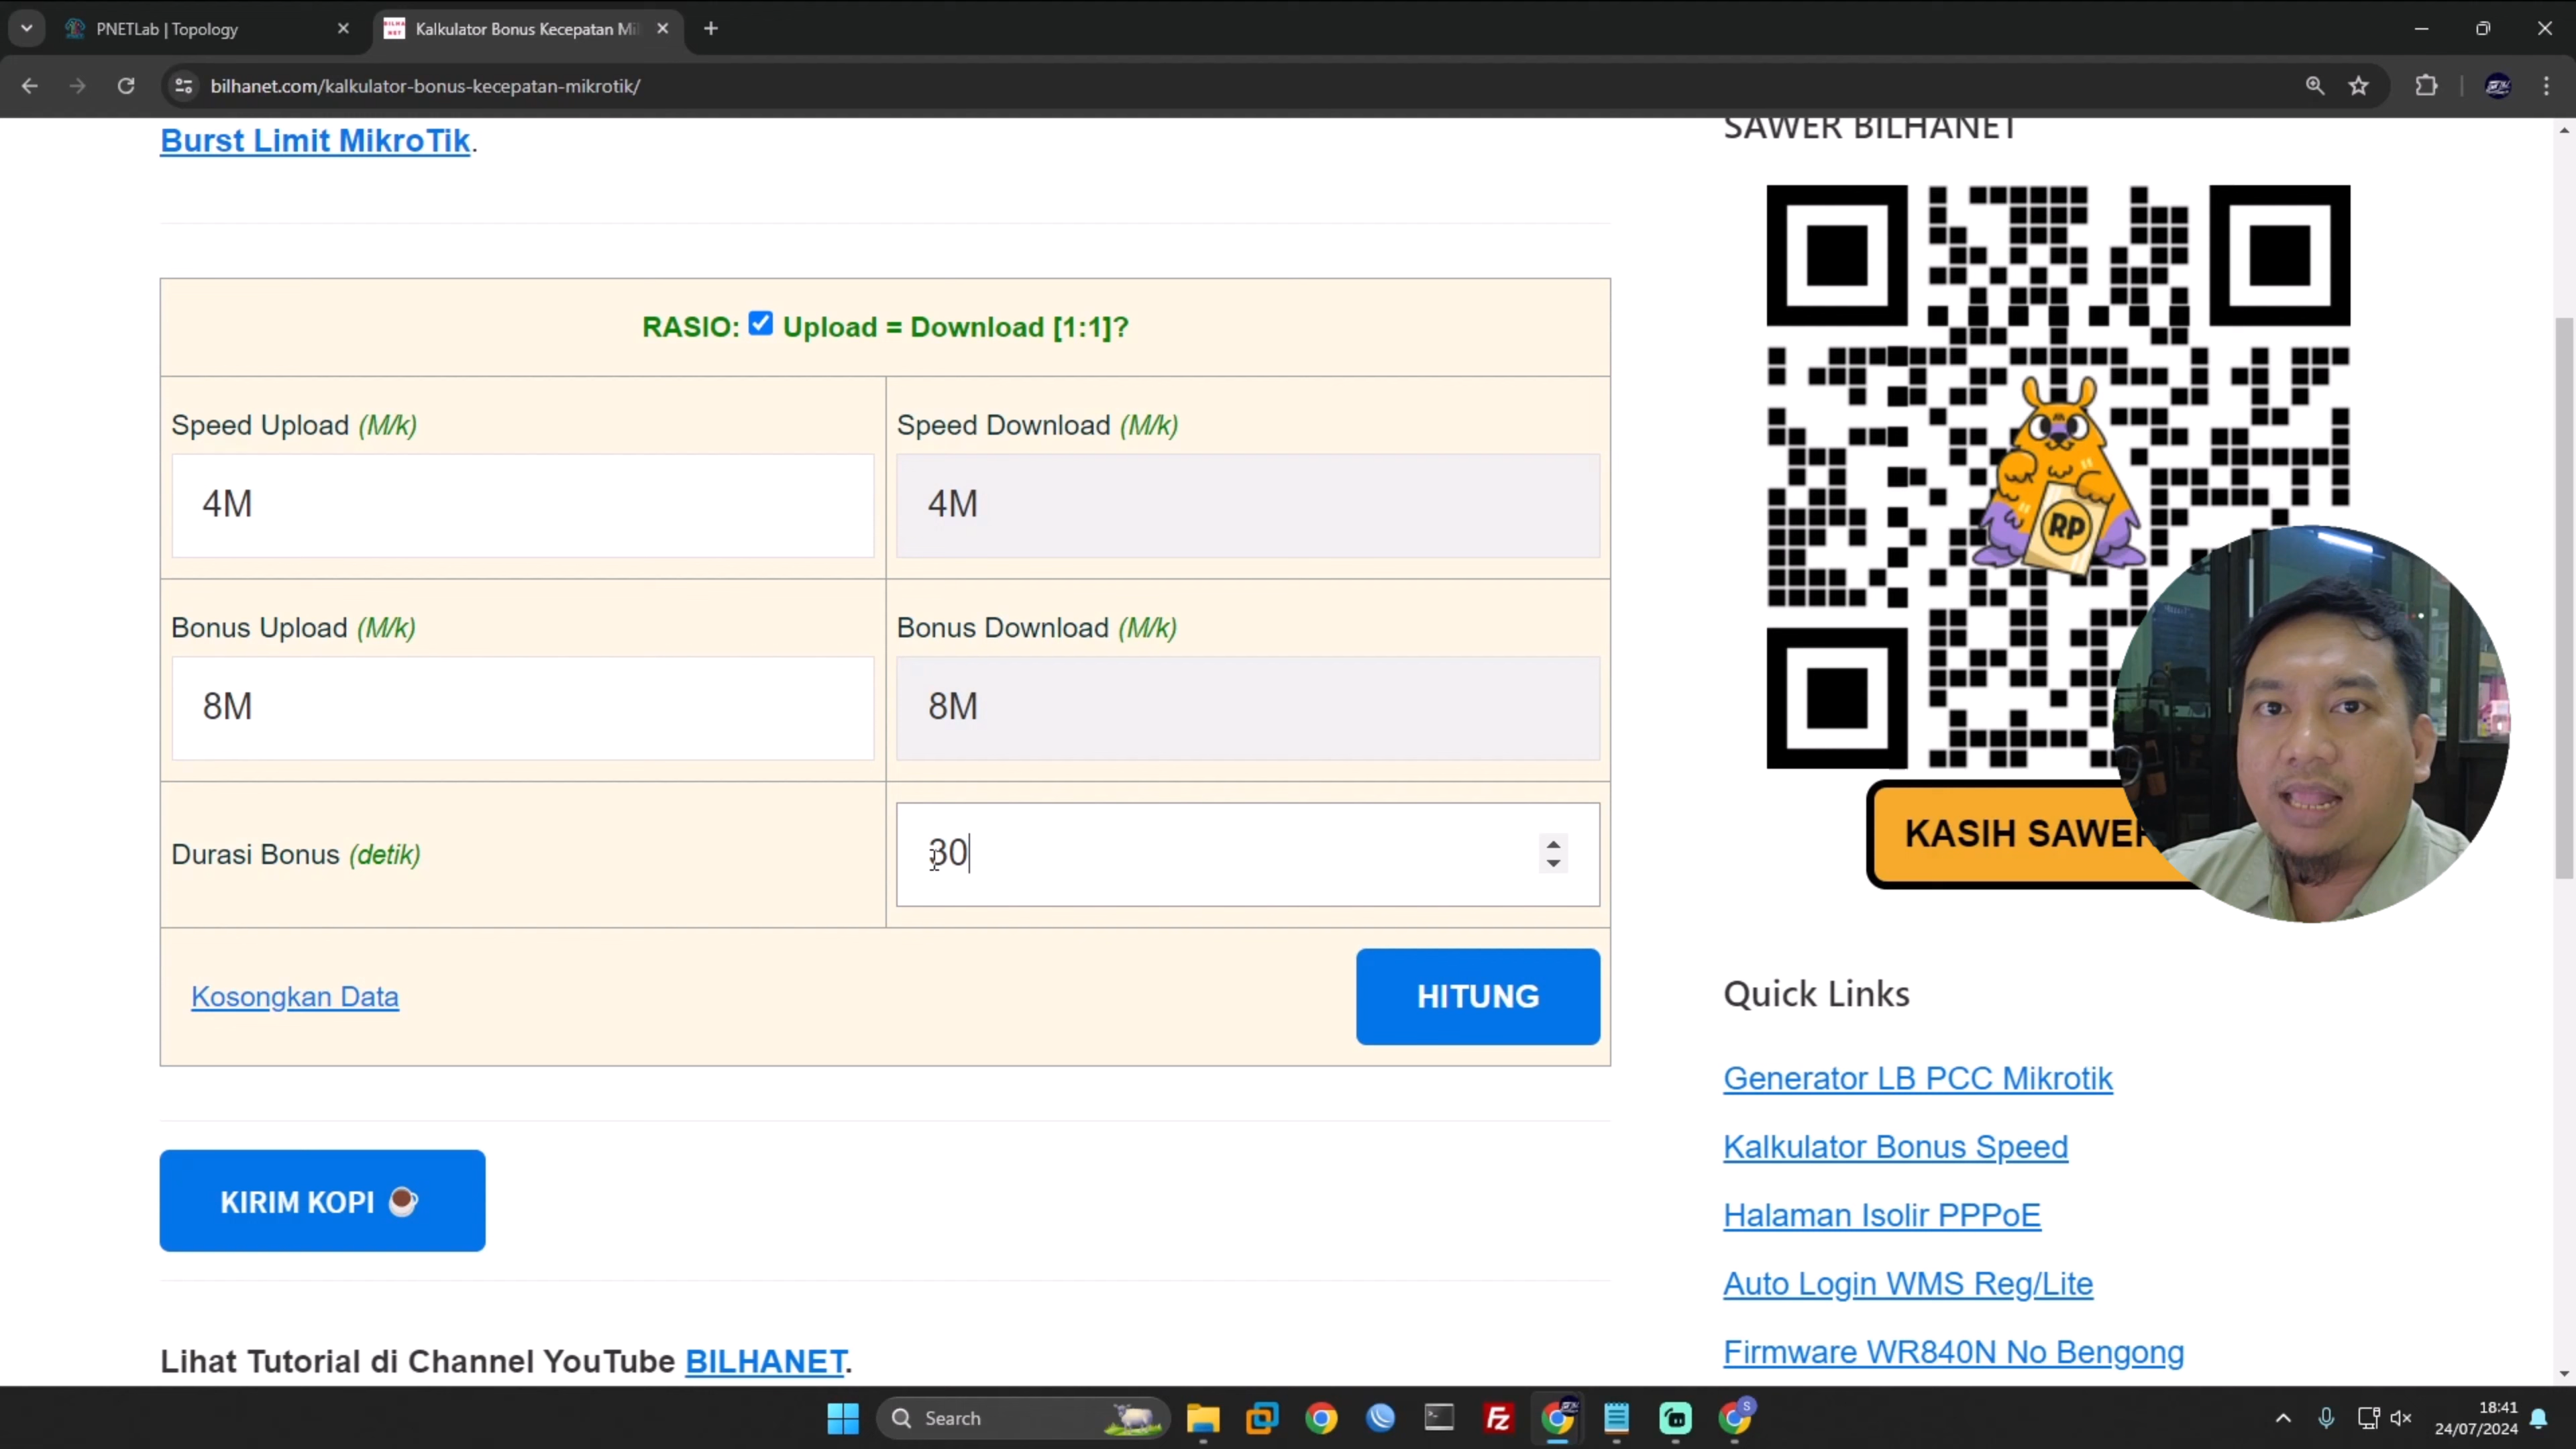 PNETLab | Topology
Kalkulator Bonus Kecepatan Mi
bilhanet.com/kalkulator-bonus-kecepatan-mikrotik/
Burst Limit MikroTik.
RASIO: Upload = Download [1:1]?
Speed Upload (M/k)
Speed Download (M/k)
4M
4M
Bonus Upload (M/k)
Bonus Download (M/k)
8M
8M
Durasi Bonus (detik)
30
Kosongkan Data
HITUNG
KIRIM KOPI
Lihat Tutorial di Channel YouTube BILHANET.
SAWER BILHANET
RP
KASIH SAWER
Quick Links
Generator LB PCC Mikrotik
Kalkulator Bonus Speed
Halaman Isolir PPPoE
Auto Login WMS Reg/Lite
Firmware WR840N No Bengong
Search
Fz
S
18:41
24/07/2024